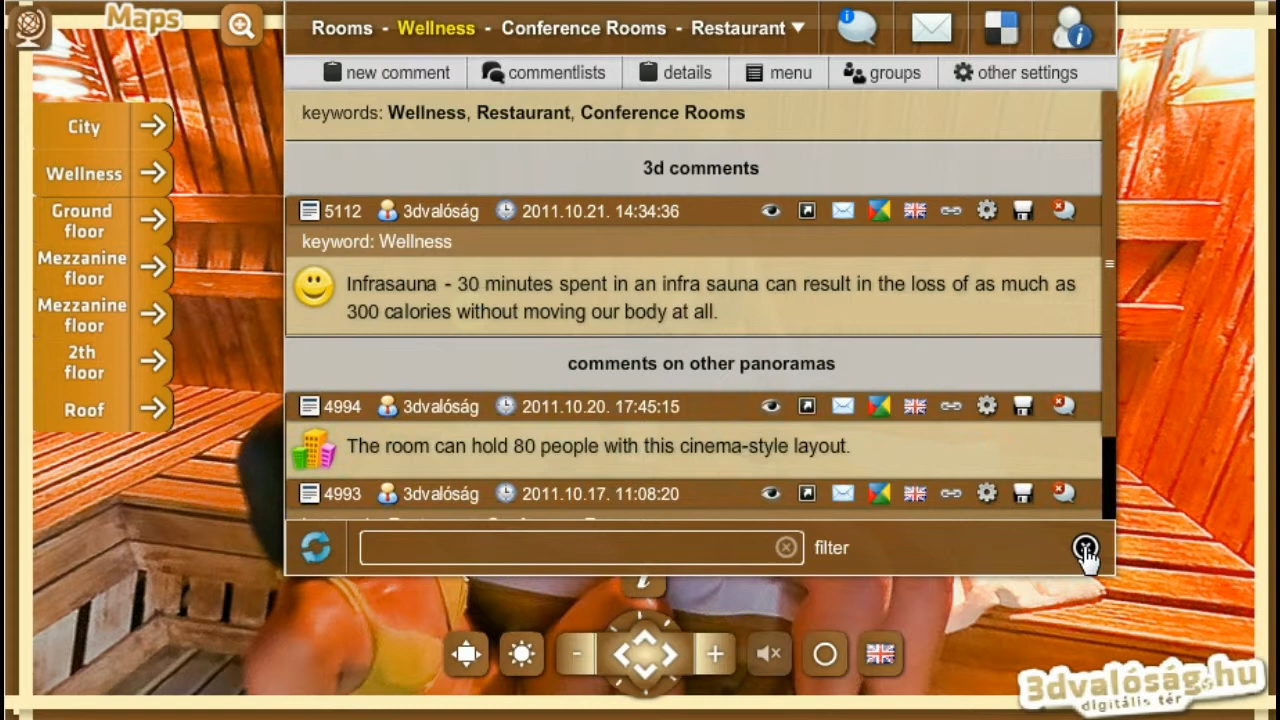 Maps
Rooms - Wellness - Conference Rooms - Restaurant
new comment commentlists details menu groups other settings
City
Wellness
Ground
floor
Mezzanine
floor
Mezzanine
floor
2th
floor
Roof
keywords: Wellness, Restaurant, Conference Rooms
3d comments
5112 3dvalóság 2011.10.21. 14:34:36
keyword: Wellness
Infrasauna - 30 minutes spent in an infra sauna can result in the loss of as much as
300 calories without moving our body at all.
comments on other panoramas
4994 3dvalóság 2011.10.20. 17:45:15
The room can hold 80 people with this cinema-style layout.
4993 3dvalóság 2011.10.17. 11:08:20
filter
i
- +
3dvalóság.hu
digitális tér